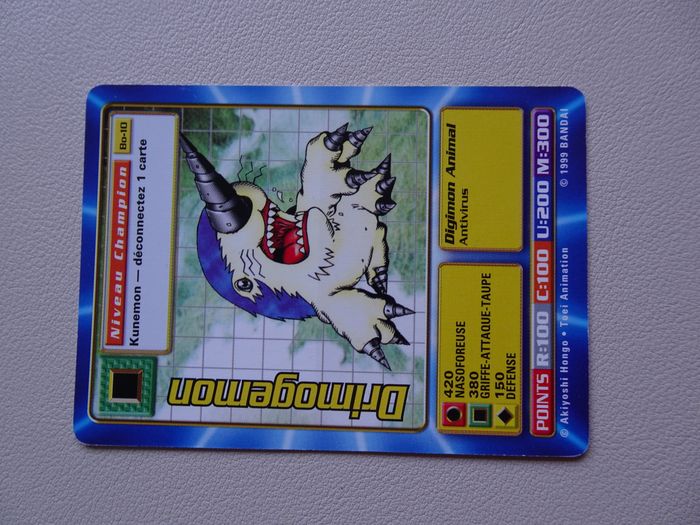 Niveau Champion Bo-10
Kunemon — déconnectez 1 carte
Drimogemon
420
NASOFOREUSE
380
GRIFFE-ATTAQUE-TAUPE
150
DÉFENSE
Digimon Animal
Antivirus
POINTS R:100 C:100 U:200 M:300
© Akiyoshi Hongo • Toei Animation © 1999 BANDAI